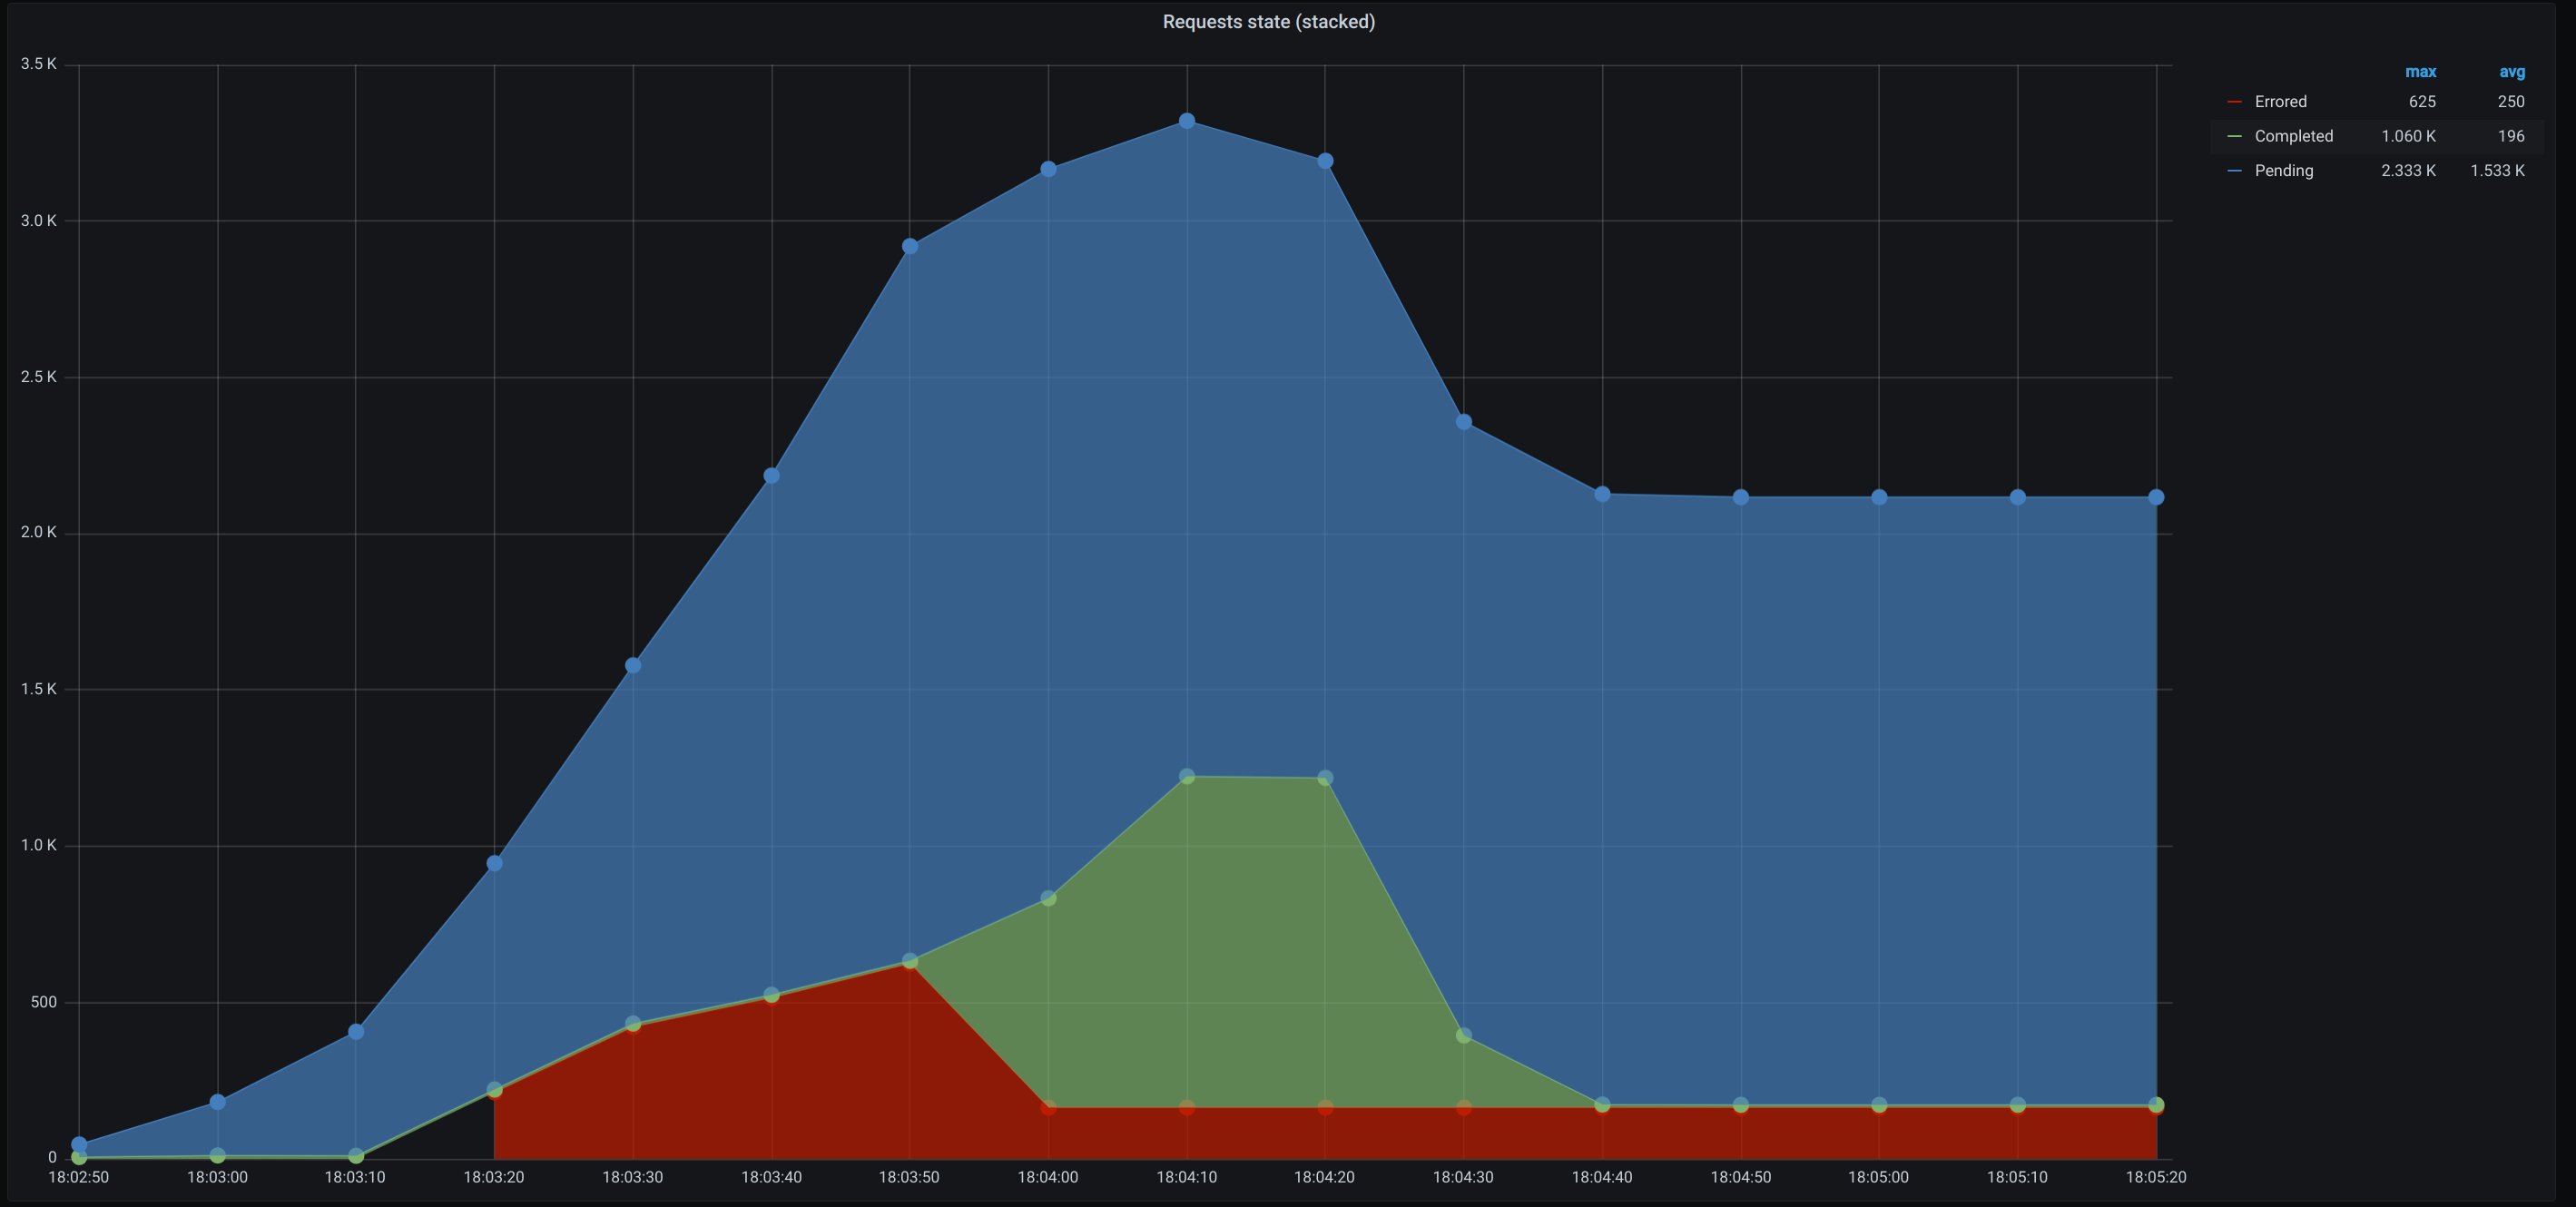 Requests state (stacked)
3.5 K
3.0 K
2.5 K
2.0 K
1.5 K
1.0 K
500
0
18:02:50 18:03:00 18:03:10 18:03:20 18:03:30 18:03:40 18:03:50 18:04:00 18:04:10 18:04:20 18:04:30 18:04:40 18:04:50 18:05:00 18:05:10 18:05:20
max avg
Errored 625 250
Completed 1.060 K 196
Pending 2.333 K 1.533 K